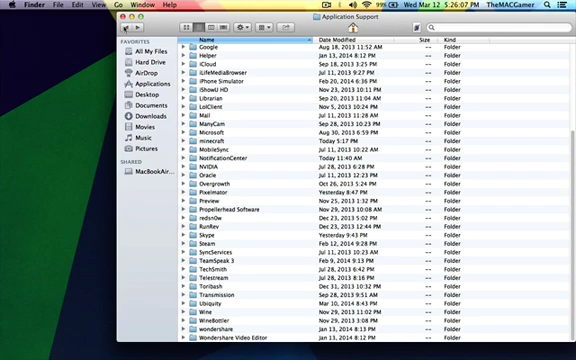 Finder File Edit View Go Window Help 99% Wed Mar 12 5:26:07 PM TheMACGamer
Application Support
FAVORITES
All My Files
Hard Drive
AirDrop
Applications
Desktop
Documents
Downloads
Movies
Music
Pictures
SHARED
MacBookAir...
Name Date Modified Size Kind
Google Aug 18, 2013 11:52 AM -- Folder
Helper Jan 13, 2014 8:12 PM -- Folder
iCloud Sep 18, 2013 3:25 PM -- Folder
iLifeMediaBrowser Jul 11, 2013 9:27 PM -- Folder
iPhone Simulator Feb 20, 2014 6:36 PM -- Folder
iShowU HD Nov 23, 2013 10:11 PM -- Folder
Librarian Sep 20, 2013 11:04 AM -- Folder
LolClient Nov 5, 2013 10:24 PM -- Folder
Mail Jul 11, 2013 11:28 PM -- Folder
ManyCam Sep 28, 2013 10:23 PM -- Folder
Microsoft Aug 30, 2013 6:59 PM -- Folder
minecraft Today 5:17 PM -- Folder
MobileSync Jul 11, 2013 10:22 PM -- Folder
NotificationCenter Today 11:40 AM -- Folder
NVIDIA Jul 28, 2013 6:28 PM -- Folder
Oracle Jul 11, 2013 12:23 PM -- Folder
Overgrowth Oct 26, 2013 5:24 PM -- Folder
Pixelmator Yesterday 8:47 PM -- Folder
Preview Nov 25, 2013 1:32 PM -- Folder
Propellerhead Software Nov 29, 2013 10:08 AM -- Folder
redsn0w Dec 23, 2013 5:02 PM -- Folder
RunRev Dec 23, 2013 12:44 PM -- Folder
Skype Yesterday 9:43 PM -- Folder
Steam Feb 12, 2014 9:28 PM -- Folder
SyncServices Jul 11, 2013 10:23 PM -- Folder
TeamSpeak 3 Feb 9, 2014 9:13 PM -- Folder
TechSmith Jul 28, 2013 6:42 PM -- Folder
Telestream Jul 28, 2013 8:16 PM -- Folder
Toribash Dec 31, 2013 10:12 PM -- Folder
Transmission Sep 28, 2013 9:51 AM -- Folder
Ubiquity Mar 10, 2014 8:43 PM -- Folder
Wine Nov 29, 2013 11:02 PM -- Folder
WineBottler Nov 29, 2013 3:08 PM -- Folder
wondershare Jan 13, 2014 8:13 PM -- Folder
Wondershare Video Editor Jan 13, 2014 8:12 PM -- Folder